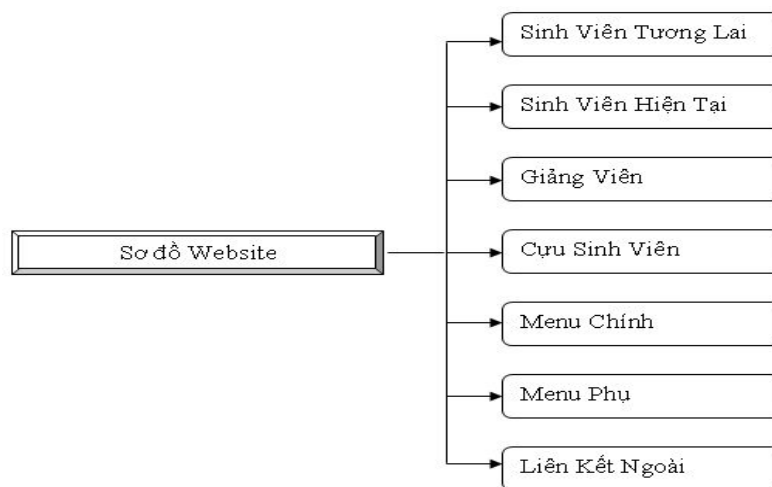 Sinh Viên Tương Lai
Sinh Viên Hiện Tại
Giảng Viên
Sơ đồ Website
Cựu Sinh Viên
Menu Chính
Menu Phụ
Liên Kết Ngoài